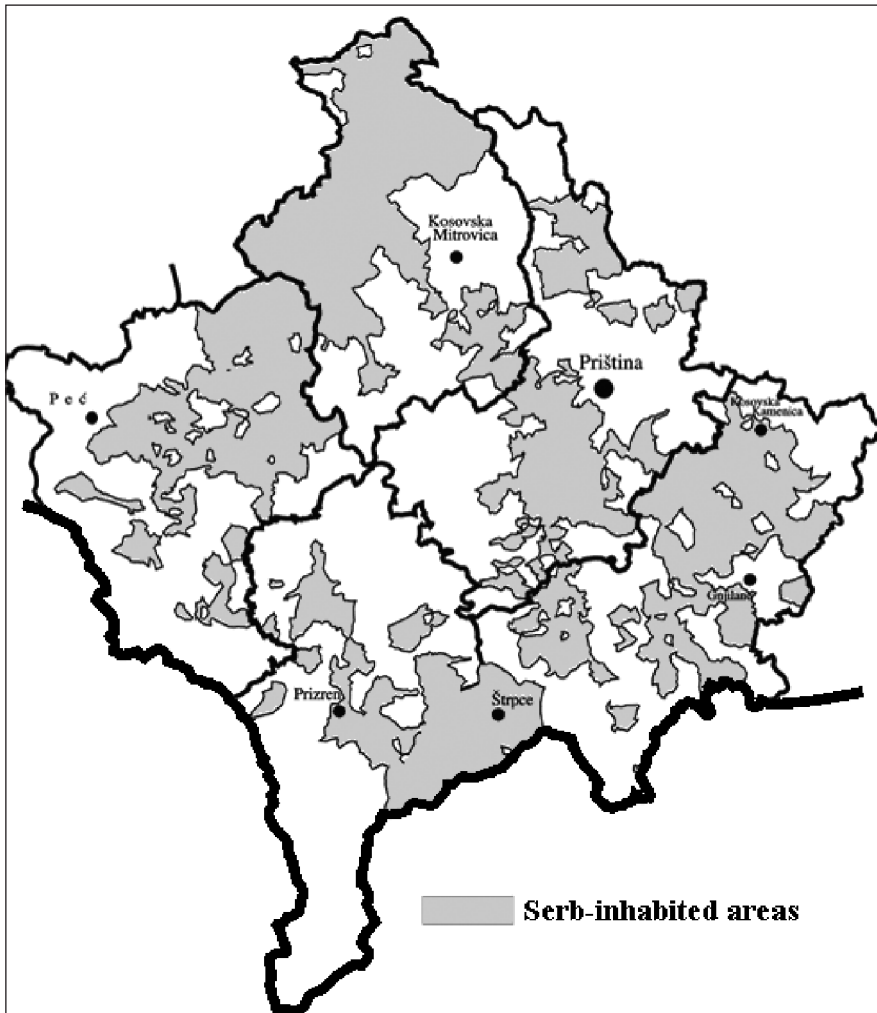 Kosovska
Mitrovica
Priština
Peć
Kosovska
Kamenica
Gnjilane
Prizren
Štrpce
Serb-inhabited areas